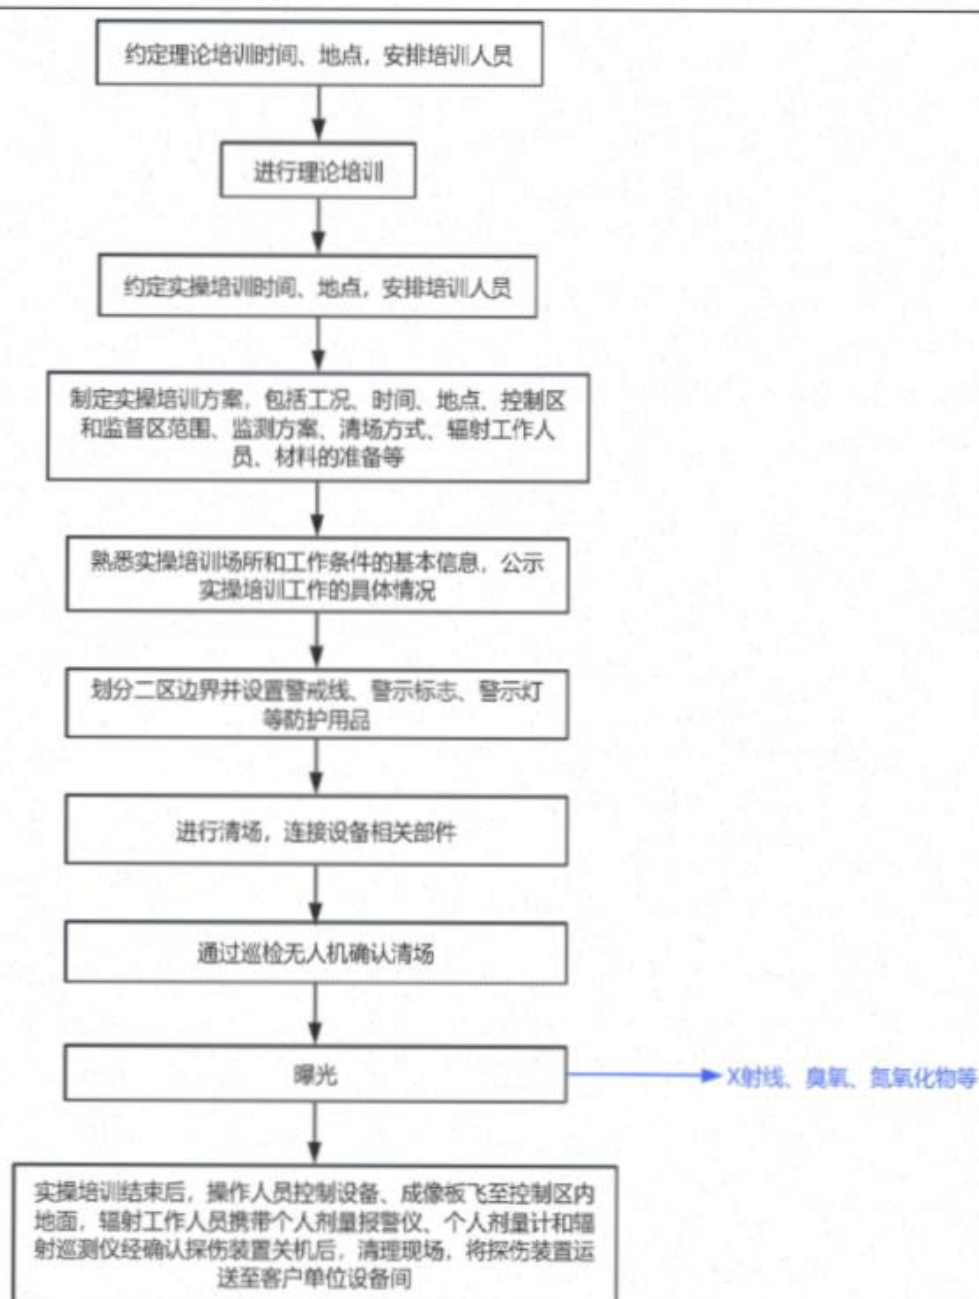 约定理论培训时间、地点，安排培训人员
进行理论培训
约定实操培训时间、地点，安排培训人员
制定实操培训方案，包括工况、时间、地点、控制区
和监督区范围、监测方案、清场方式、辐射工作人
员、材料的准备等
熟悉实操培训场所和工作条件的基本信息，公示
实操培训工作的具体情况
划分二区边界并设置警戒线、警示标志、警示灯
等防护用品
进行清场，连接设备相关部件
通过巡检无人机确认清场
曝光
X射线、臭氧、氮氧化物等
实操培训结束后，操作人员控制设备、成像板飞至控制区内
地面，辐射工作人员携带个人剂量报警仪、个人剂量计和辐
射巡测仪经确认探伤装置关机后，清理现场，将探伤装置运
送至客户单位设备间